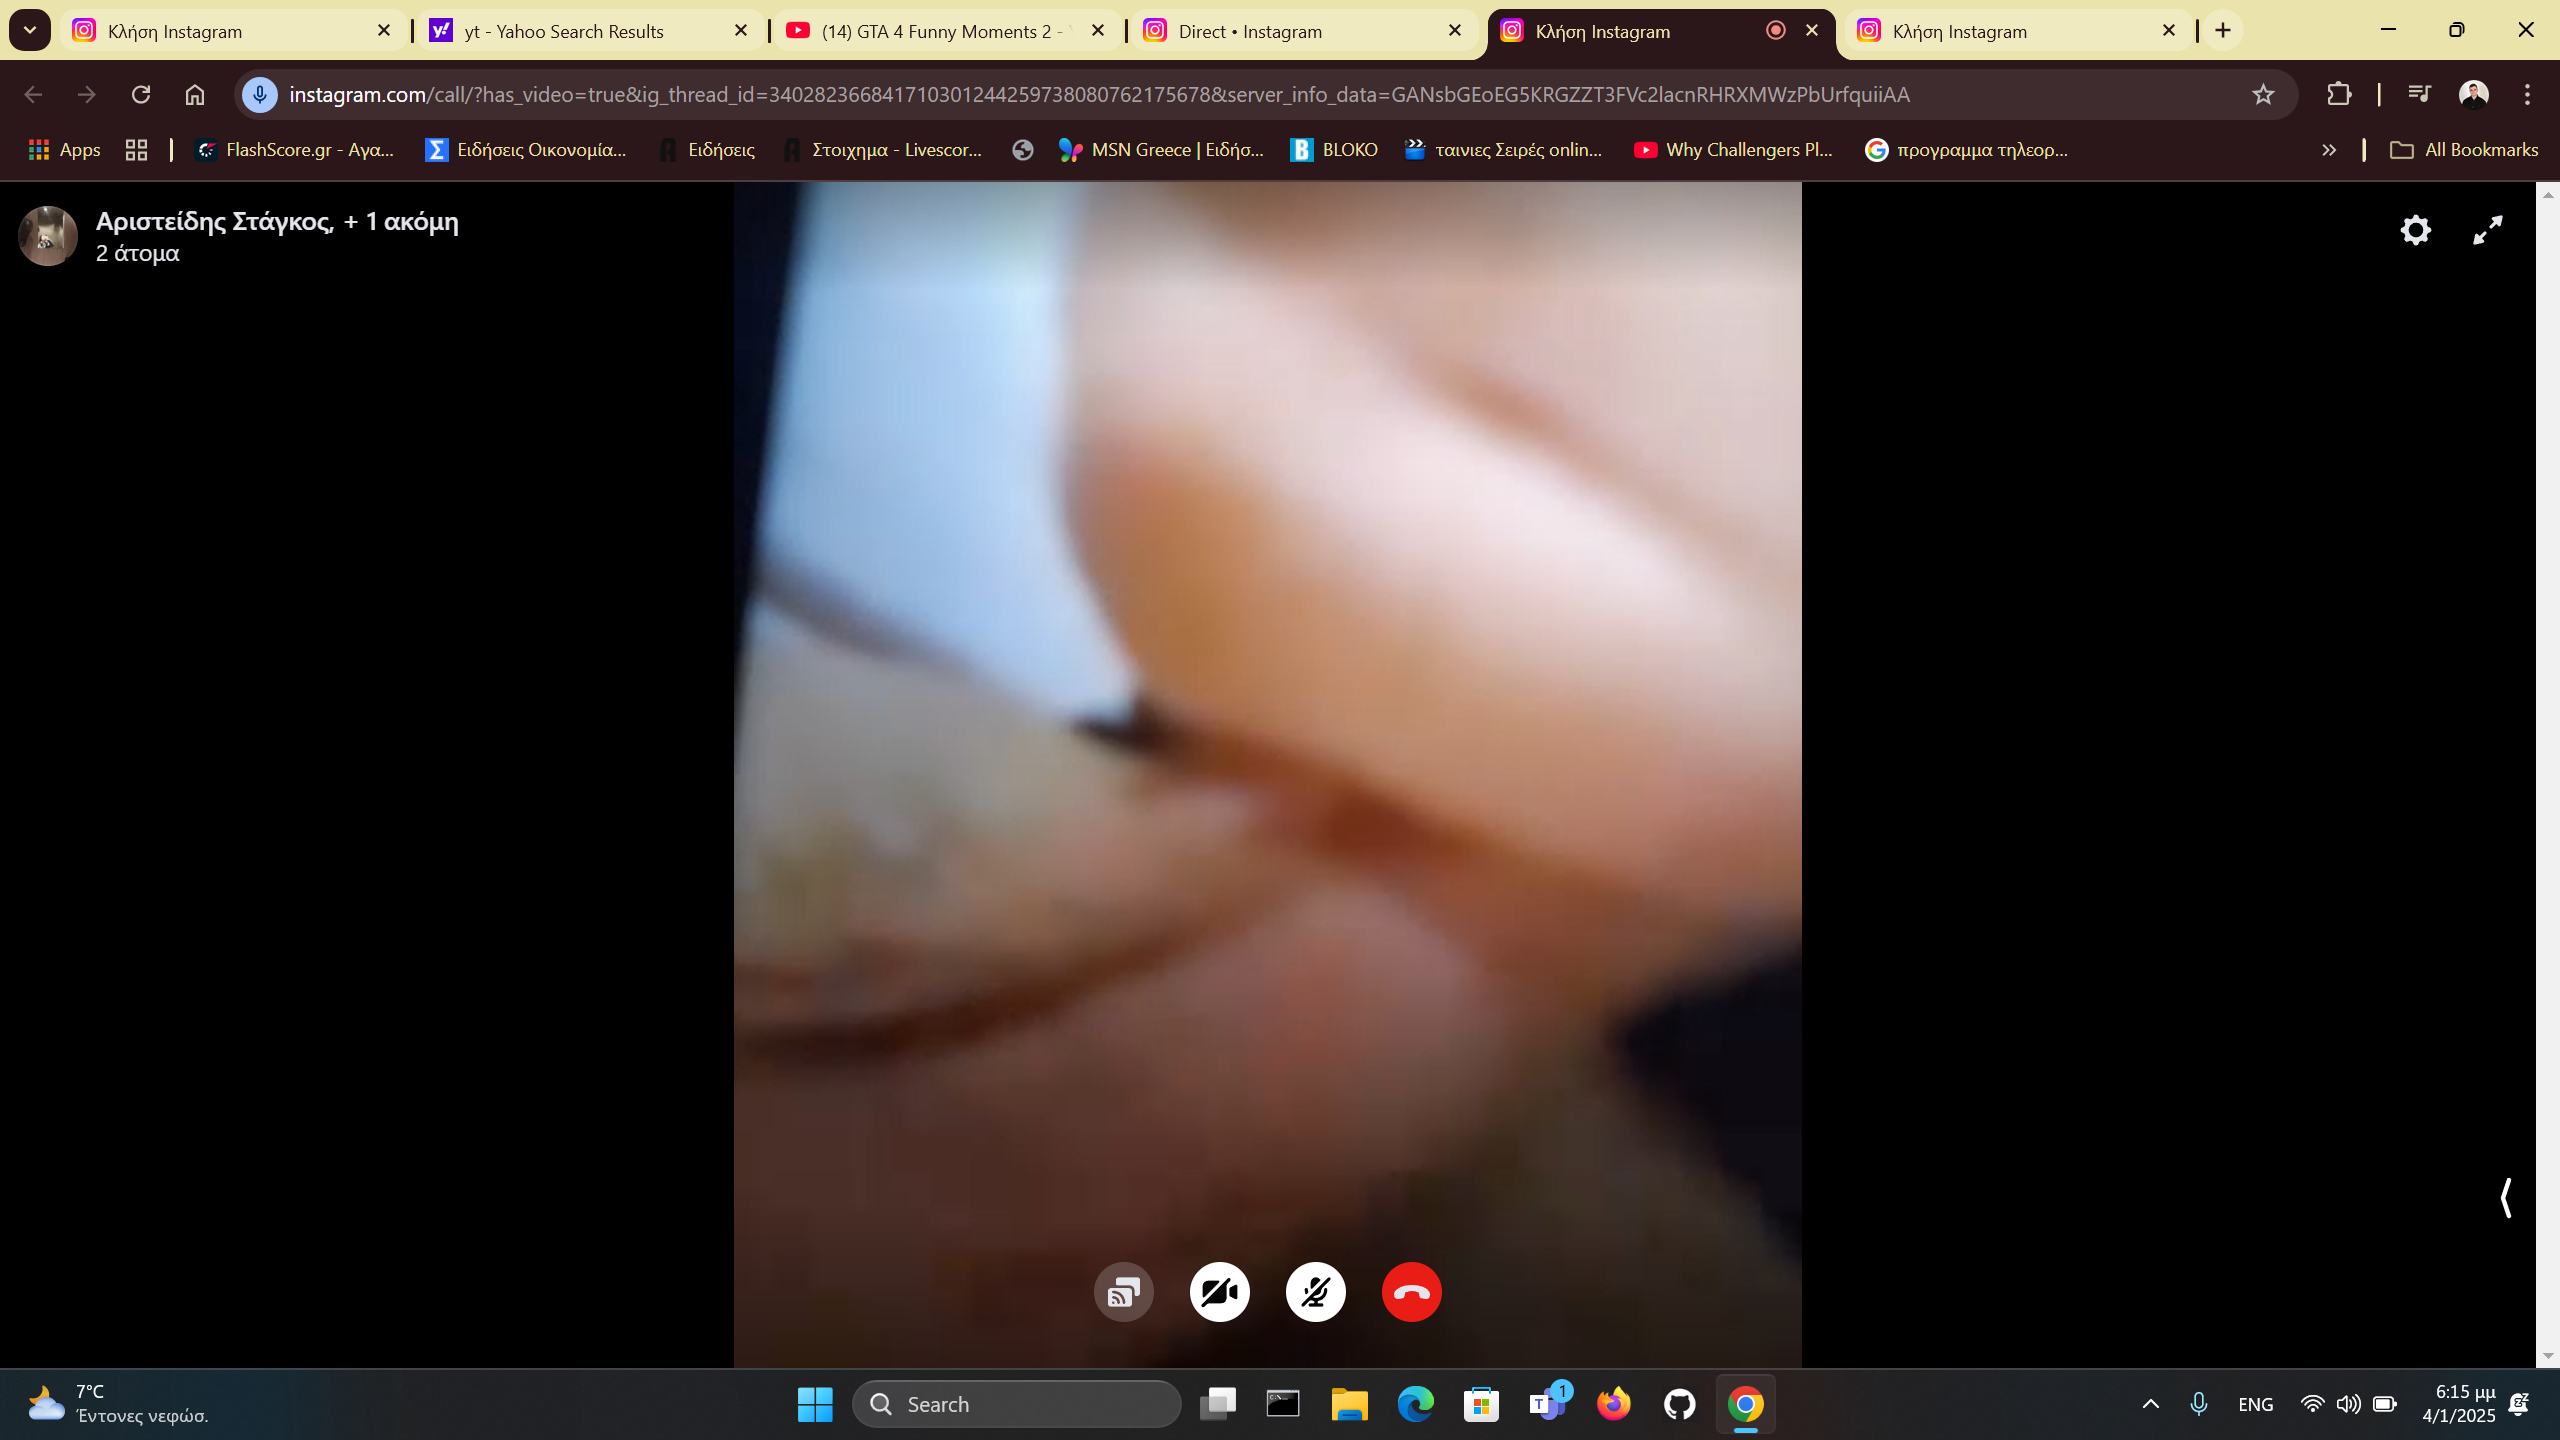 Κλήση Instagram
yt - Yahoo Search Results
(14) GTA 4 Funny Moments 2 -
Direct • Instagram
Κλήση Instagram
Κλήση Instagram
instagram.com/call/?has_video=true&ig_thread_id=340282366841710301244259738080762175678&server_info_data=GANsbGEoEG5KRGZZT3FVc2lacnRHRXMWzPbUrfquiiAA
Apps
FlashScore.gr - Αγα...
Ειδήσεις Οικονομία...
Ειδήσεις
Στοιχημα - Livescor...
MSN Greece | Ειδήσ...
BLOKO
ταινιες Σειρές onlin...
Why Challengers Pl...
προγραμμα τηλεορ...
All Bookmarks
Αριστείδης Στάγκος, + 1 ακόμη
2 άτομα
7°C
Έντονες νεφώσ.
Search
1
ENG
6:15 μμ
4/1/2025